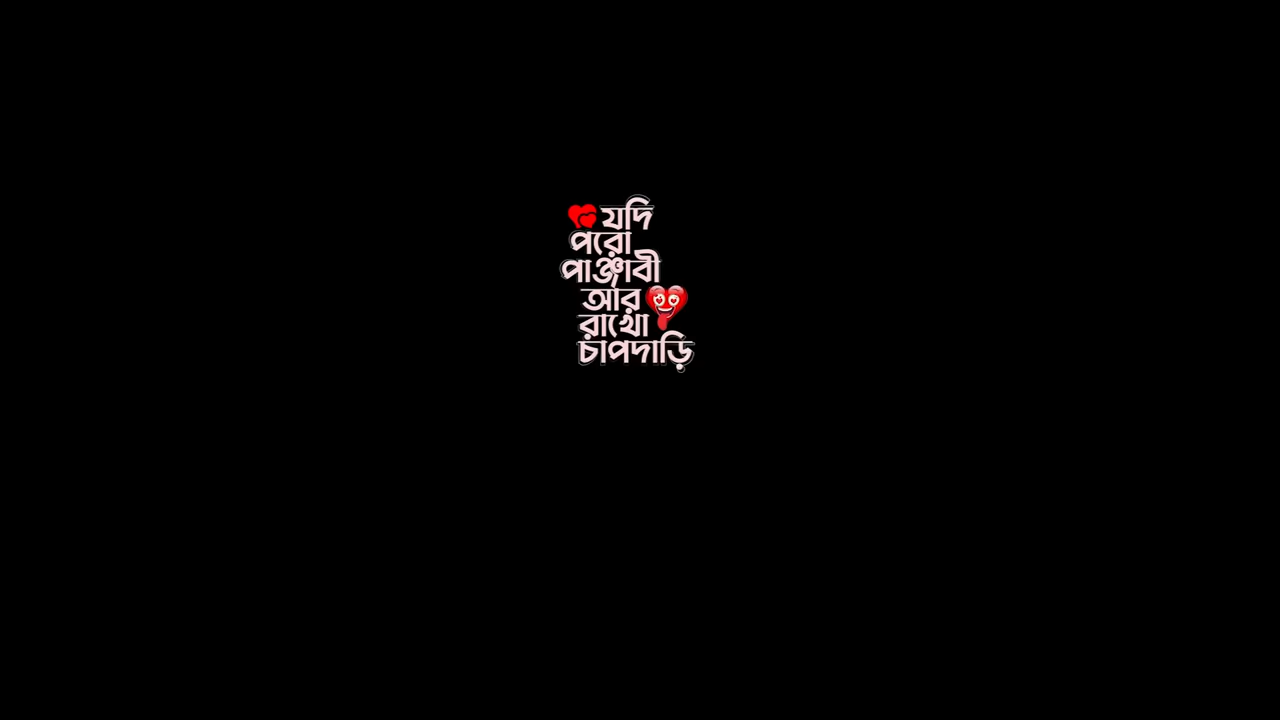 যদি
পরো
পাঞ্জাবী
আর
রাখো
চাপদাড়ি